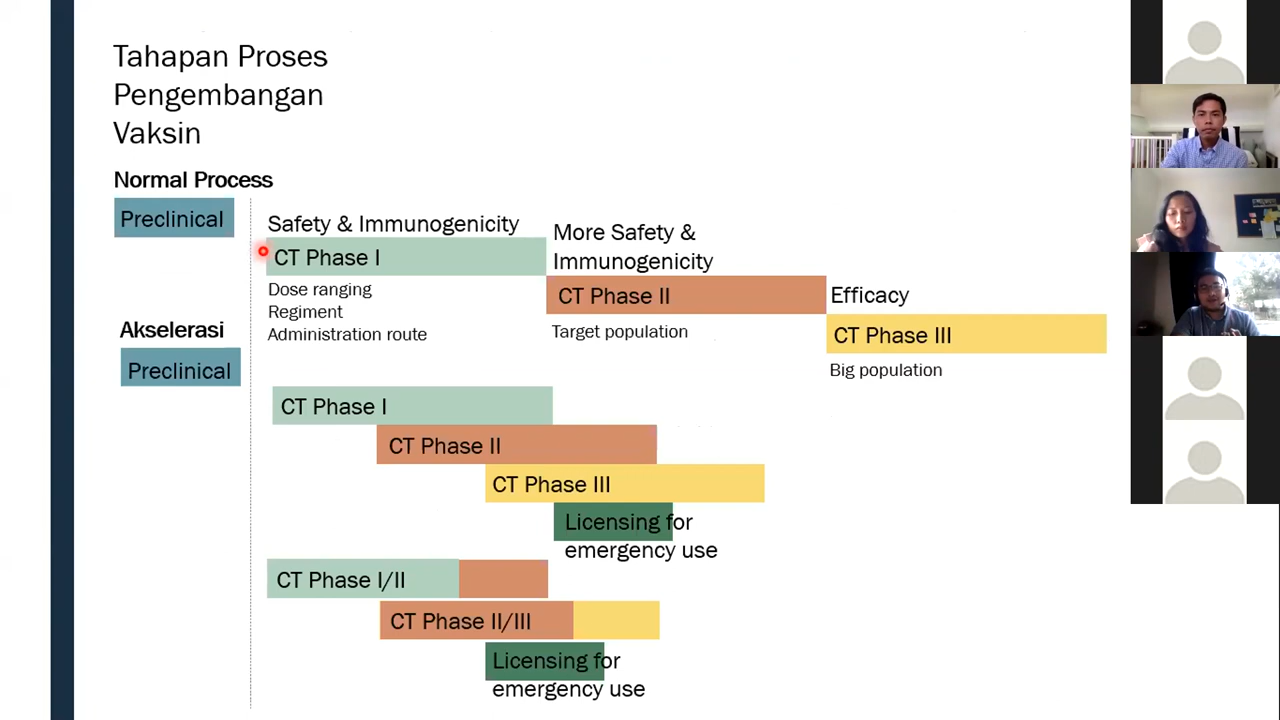 Tahapan Proses
Pengembangan
Vaksin
Normal Process
Preclinical
Safety & Immunogenicity
CT Phase I
Dose ranging
Regiment
Administration route
More Safety &
Immunogenicity
CT Phase II
Target population
Efficacy
CT Phase III
Big population
Akselerasi
Preclinical
CT Phase I
CT Phase II
CT Phase III
Licensing for
emergency use
CT Phase I/II
CT Phase II/III
Licensing for
emergency use